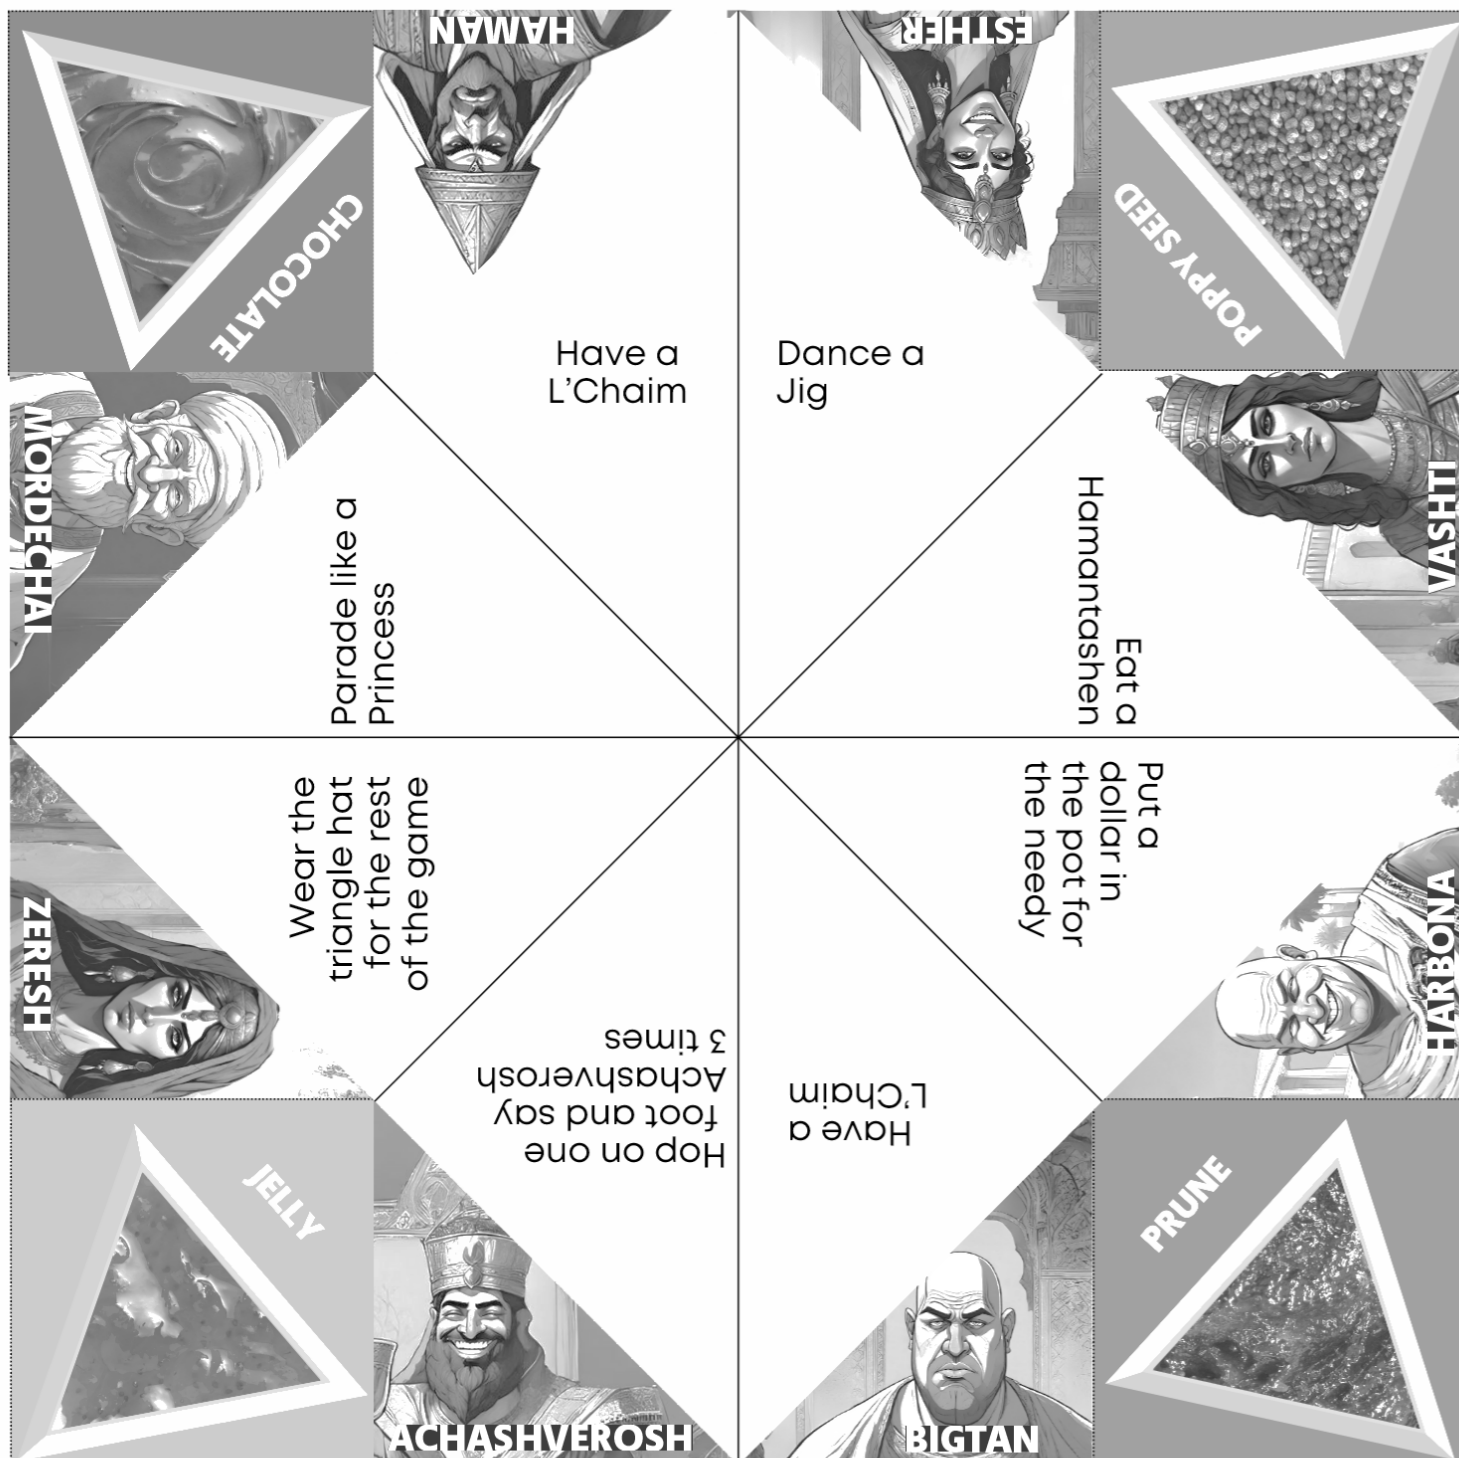 HAMAN
ESTHER
CHOCOLATE
POPPY SEED
Have a
L'Chaim
Dance a
Jig
MORDECHAI
VASHTI
Parade like a
Princess
Eat a
Hamantashen
Wear the
triangle hat
for the rest
of the game
Put a
dollar in
the pot for
the needy
ZERESH
HARBONA
Hop on one
foot and say
Achashverosh
3 times
Have a
L'Chaim
JELLY
PRUNE
ACHASHVEROSH
BIGTAN